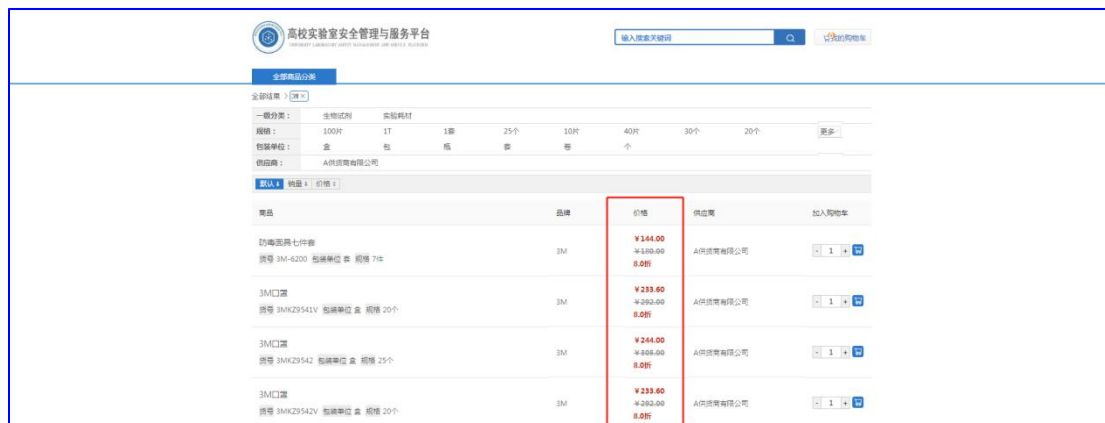 高校实验室安全管理与服务平台
UNIVERSITY LABORATORY SAFETY MANAGEMENT AND SERVICE PLATFORM
输入搜索关键词
我的购物车
全部商品分类
全部结果 > 3M ×
一级分类： 生物试剂 实验耗材
规格： 100片 1T 1套 25个 10片 40片 30个 20个 更多
包装单位： 盒 包 瓶 套 卷 个
供应商： A供货商有限公司
默认 销量 价格
商品 品牌 价格 供应商 加入购物车
防毒面具七件套
货号 3M-6200 包装单位 套 规格 7件
3M
￥144.00
￥180.00
8.0折
A供货商有限公司
- 1 +
3M口罩
货号 3MKZ9541V 包装单位 盒 规格 20个
3M
￥233.60
￥292.00
8.0折
A供货商有限公司
- 1 +
3M口罩
货号 3MKZ9542 包装单位 盒 规格 25个
3M
￥244.00
￥305.00
8.0折
A供货商有限公司
- 1 +
3M口罩
货号 3MKZ9542V 包装单位 盒 规格 20个
3M
￥233.60
￥292.00
8.0折
A供货商有限公司
- 1 +